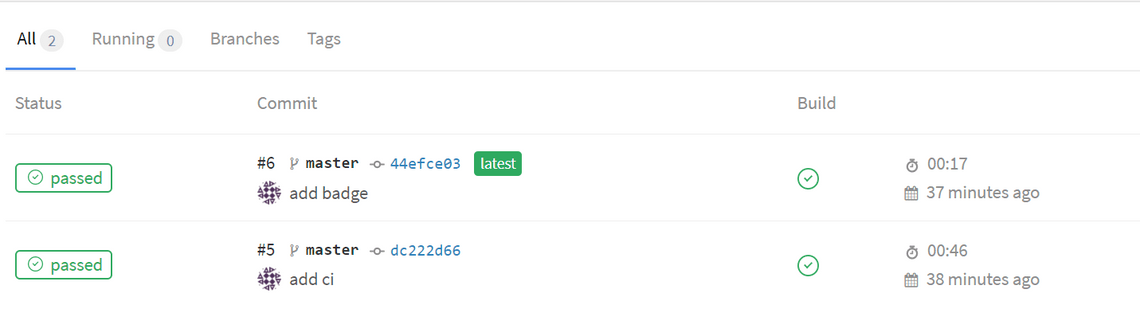 All 2 Running 0 Branches Tags
Status Commit Build
#6 master 44efce03 latest 00:17
passed
add badge 37 minutes ago
#5 master dc222d66 00:46
passed
add ci 38 minutes ago